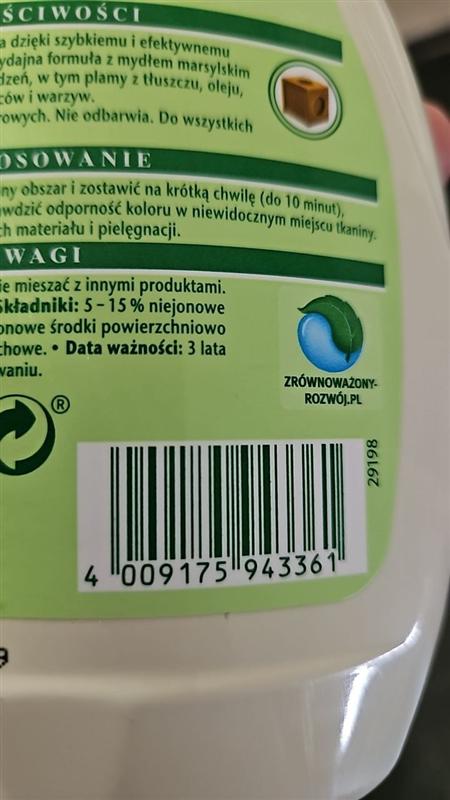 ŚCIWOŚCI
a dzięki szybkiemu i efektywnemu
ydajna formuła z mydłem marsylskim
dzeń, w tym plamy z tłuszczu, oleju,
ców i warzyw.
rowych. Nie odbarwia. Do wszystkich
OSOWANIE
ny obszar i zostawić na krótką chwilę (do 10 minut),
wdzić odporność koloru w niewidocznym miejscu tkaniny.
ch materiału i pielęgnacji.
WAGI
ie mieszać z innymi produktami.
Składniki: 5 – 15 % niejonowe
onowe środki powierzchniowo
chowe. • Data ważności: 3 lata
waniu.
ZRÓWNOWAŻONY-
ROZWÓJ.PL
®
29198
4 009175 943361